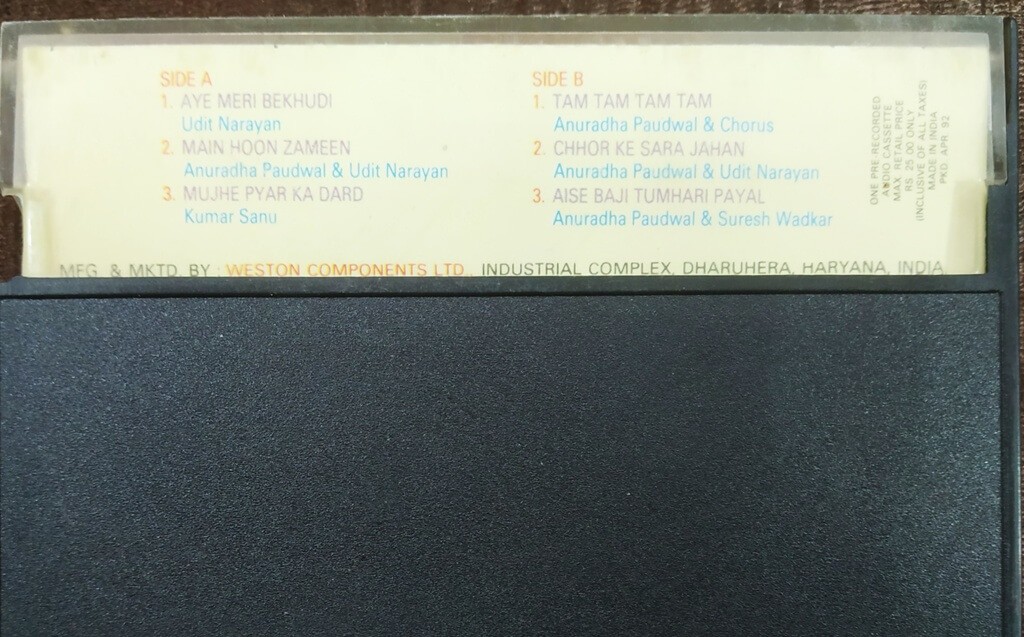 SIDE A
1. AYE MERI BEKHUDI
Udit Narayan
2. MAIN HOON ZAMEEN
Anuradha Paudwal & Udit Narayan
3. MUJHE PYAR KA DARD
Kumar Sanu
SIDE B
1. TAM TAM TAM TAM
Anuradha Paudwal & Chorus
2. CHHOR KE SARA JAHAN
Anuradha Paudwal & Udit Narayan
3. AISE BAJI TUMHARI PAYAL
Anuradha Paudwal & Suresh Wadkar
ONE PRE RECORDED
AUDIO CASSETTE
MAX RETAIL PRICE
RS 25.00 ONLY
(INCLUSIVE OF ALL TAXES)
MADE IN INDIA
PKD. APR. 92
MFG. & MKTD. BY : WESTON COMPONENTS LTD., INDUSTRIAL COMPLEX, DHARUHERA, HARYANA, INDIA.